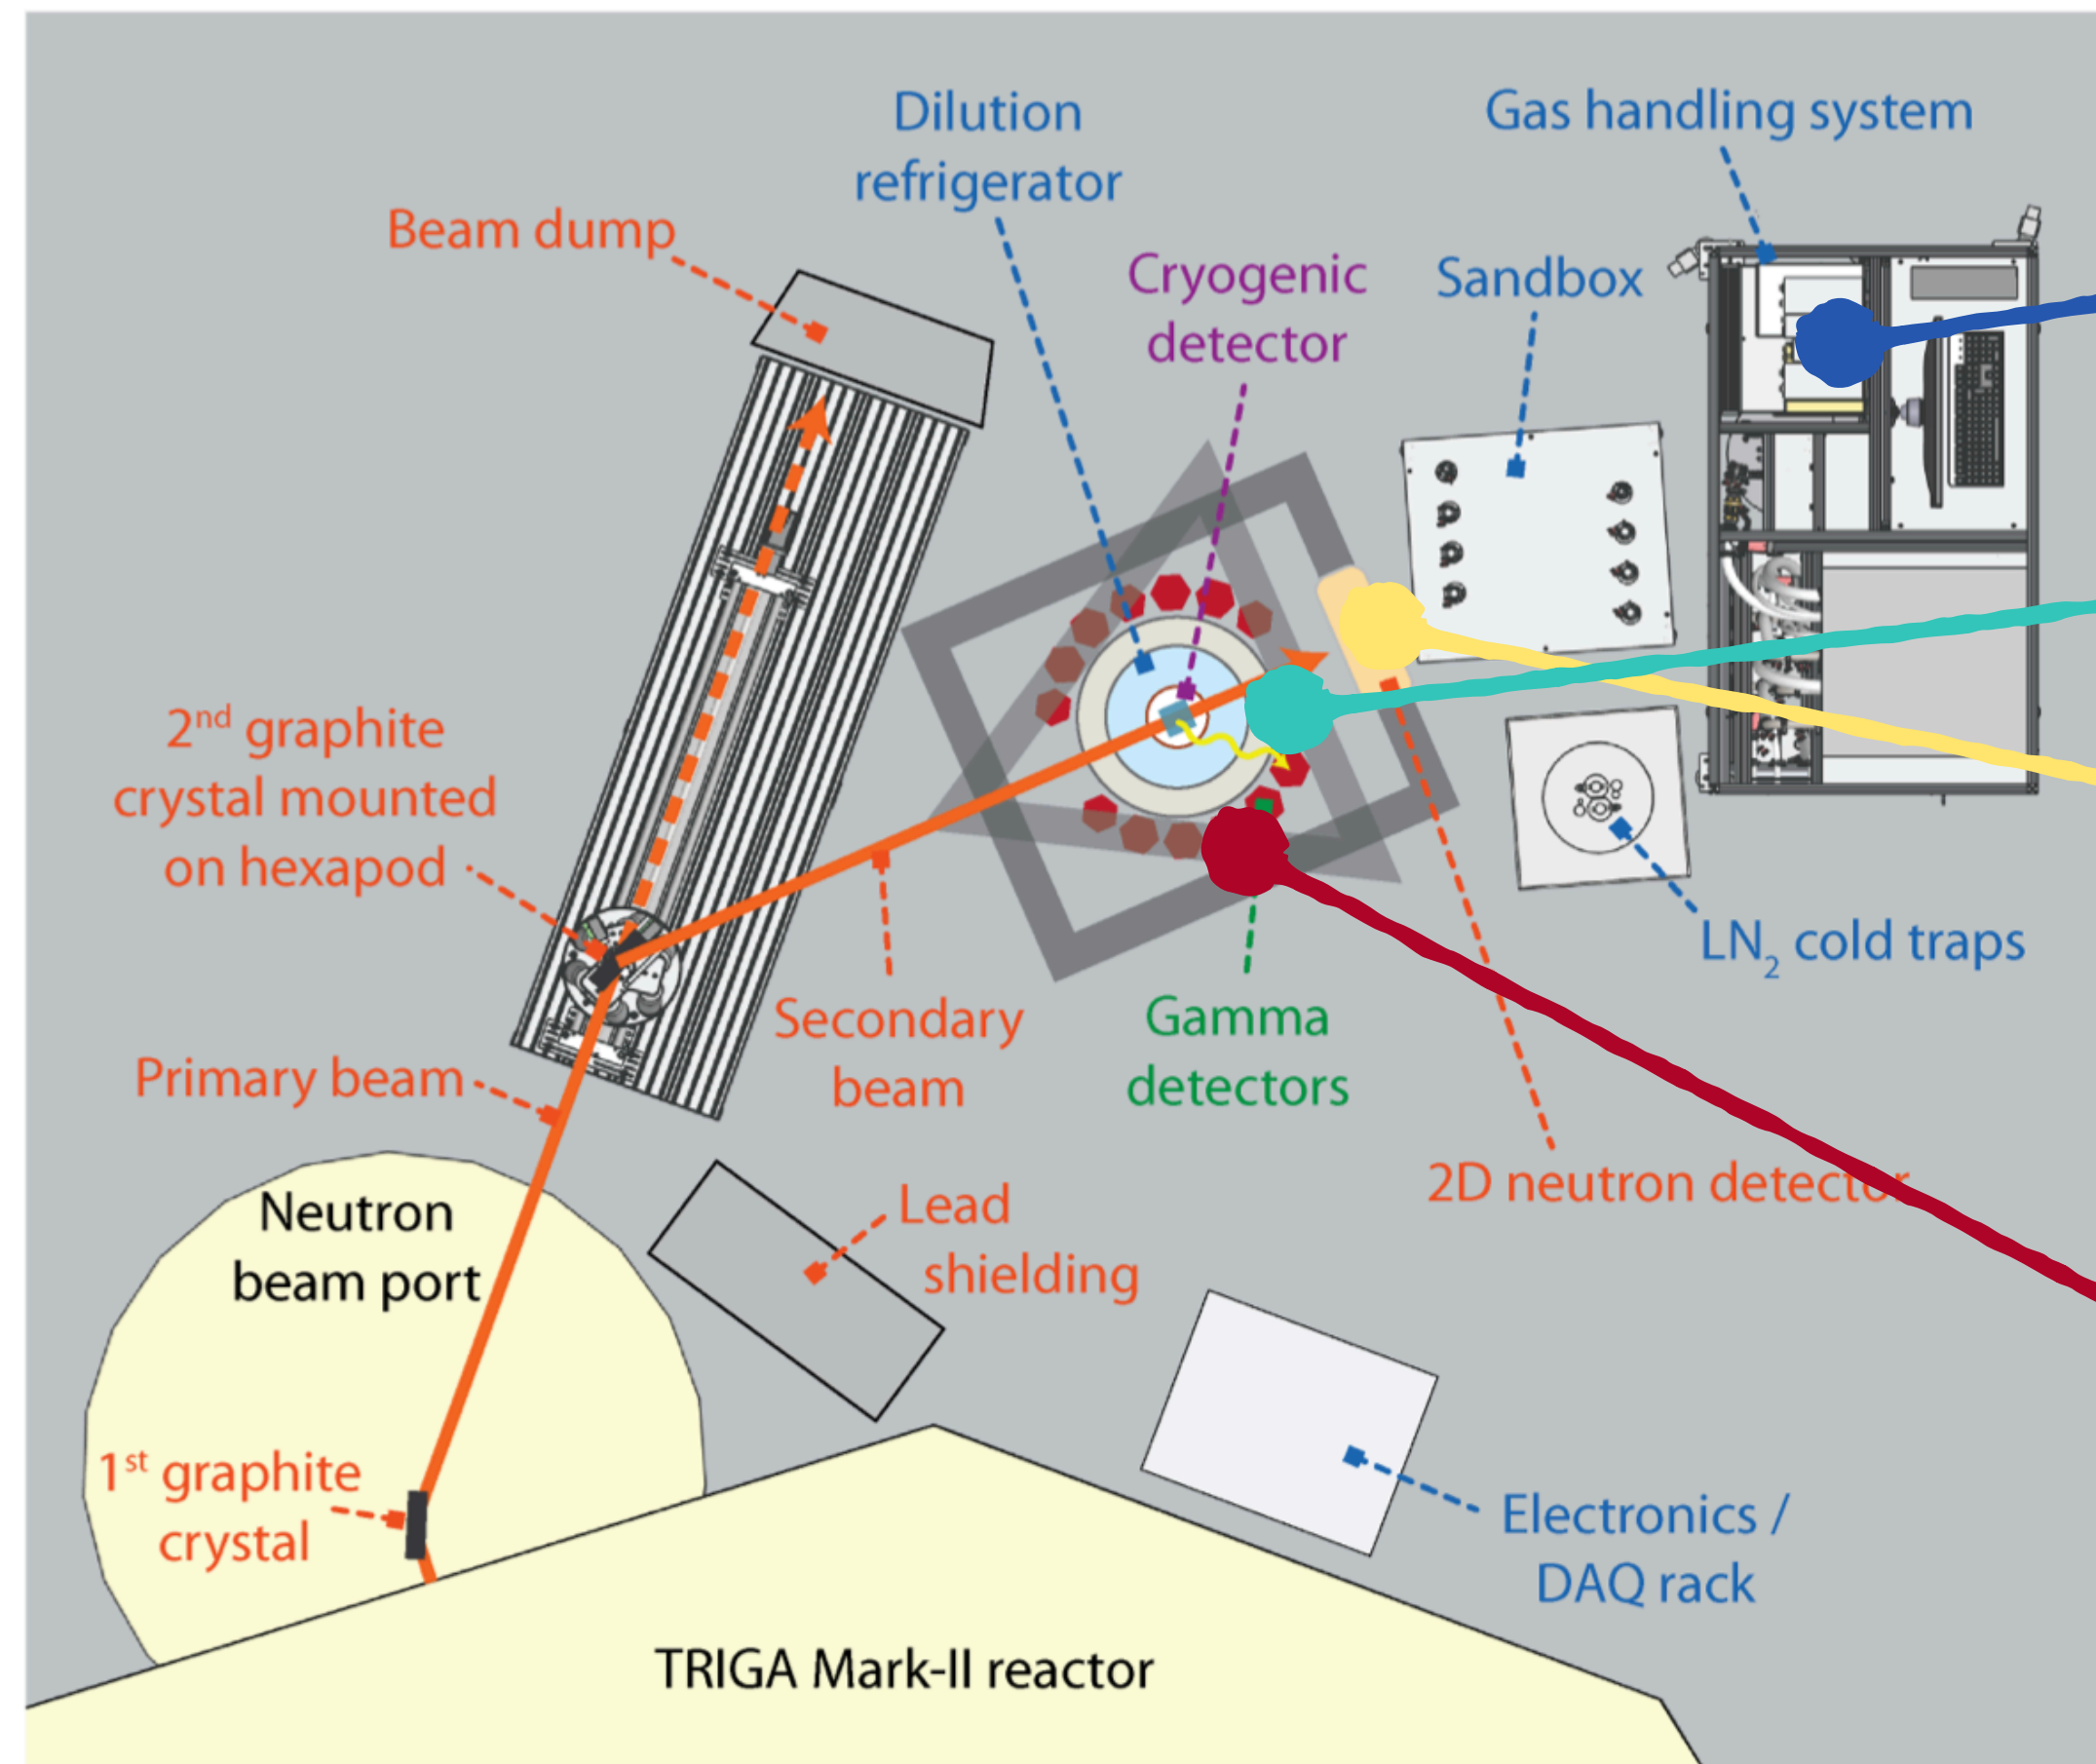 Dilution
refrigerator
Gas handling system
Beam dump
Cryogenic
detector
Sandbox
2nd graphite
crystal mounted
on hexapod
LN2 cold traps
Secondary
beam
Gamma
detectors
Primary beam
2D neutron detector
Neutron
beam port
Lead
shielding
1st graphite
crystal
Electronics /
DAQ rack
TRIGA Mark-II reactor